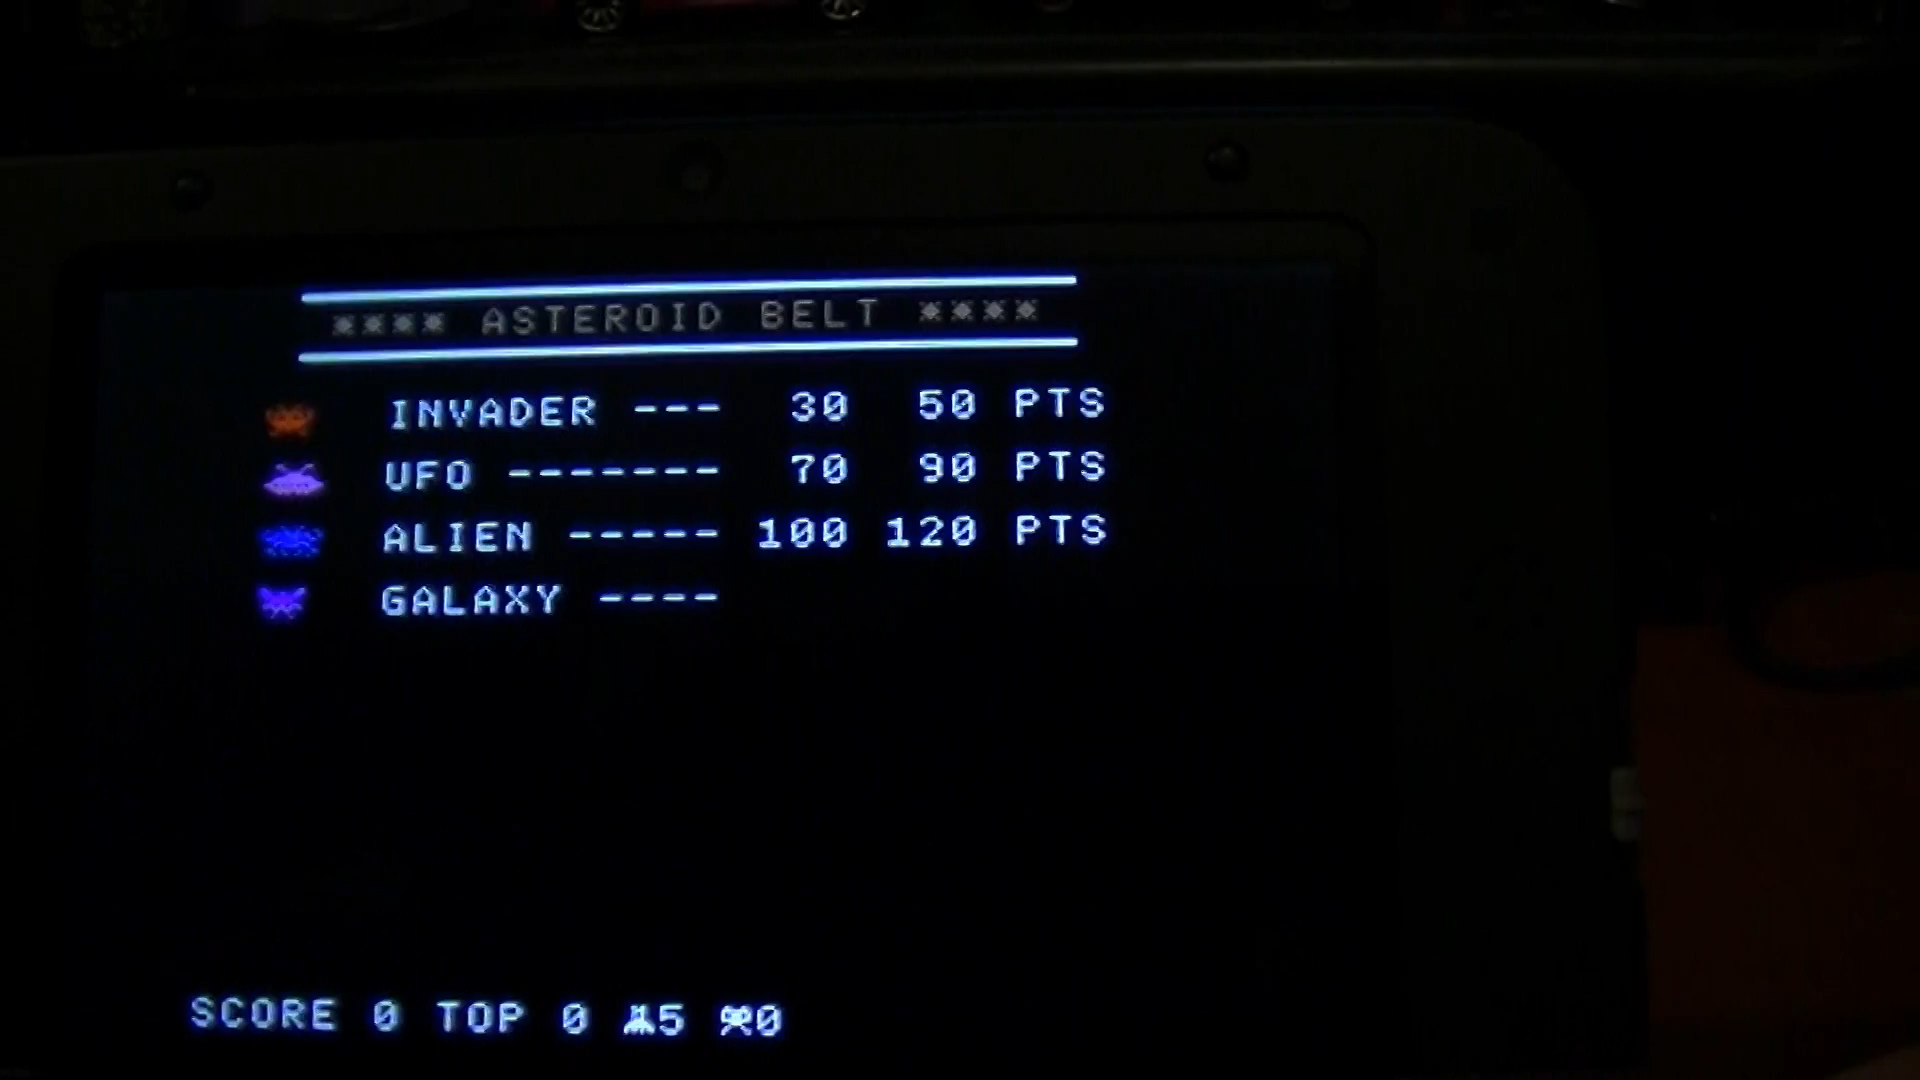 **** ASTEROID BELT ****
INVADER --- 30 50 PTS
UFO ------- 70 90 PTS
ALIEN ----- 100 120 PTS
GALAXY ----
SCORE 0 TOP 0 5 0